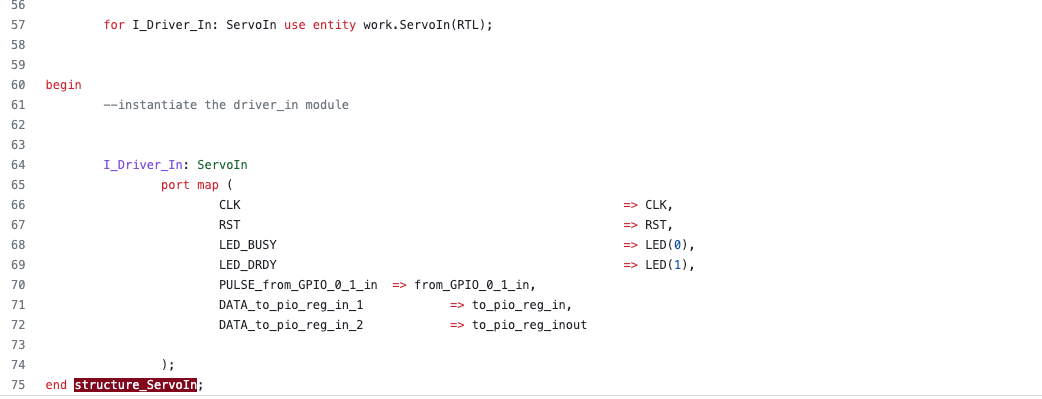 56
57 for I_Driver_In: ServoIn use entity work.ServoIn(RTL);
58
59
60 begin
61 --instantiate the driver_in module
62
63
64 I_Driver_In: ServoIn
65 port map (
66 CLK => CLK,
67 RST => RST,
68 LED_BUSY => LED(0),
69 LED_DRDY => LED(1),
70 PULSE_from_GPIO_0_1_in => from_GPIO_0_1_in,
71 DATA_to_pio_reg_in_1 => to_pio_reg_in,
72 DATA_to_pio_reg_in_2 => to_pio_reg_inout
73
74 );
75 end structure_ServoIn;